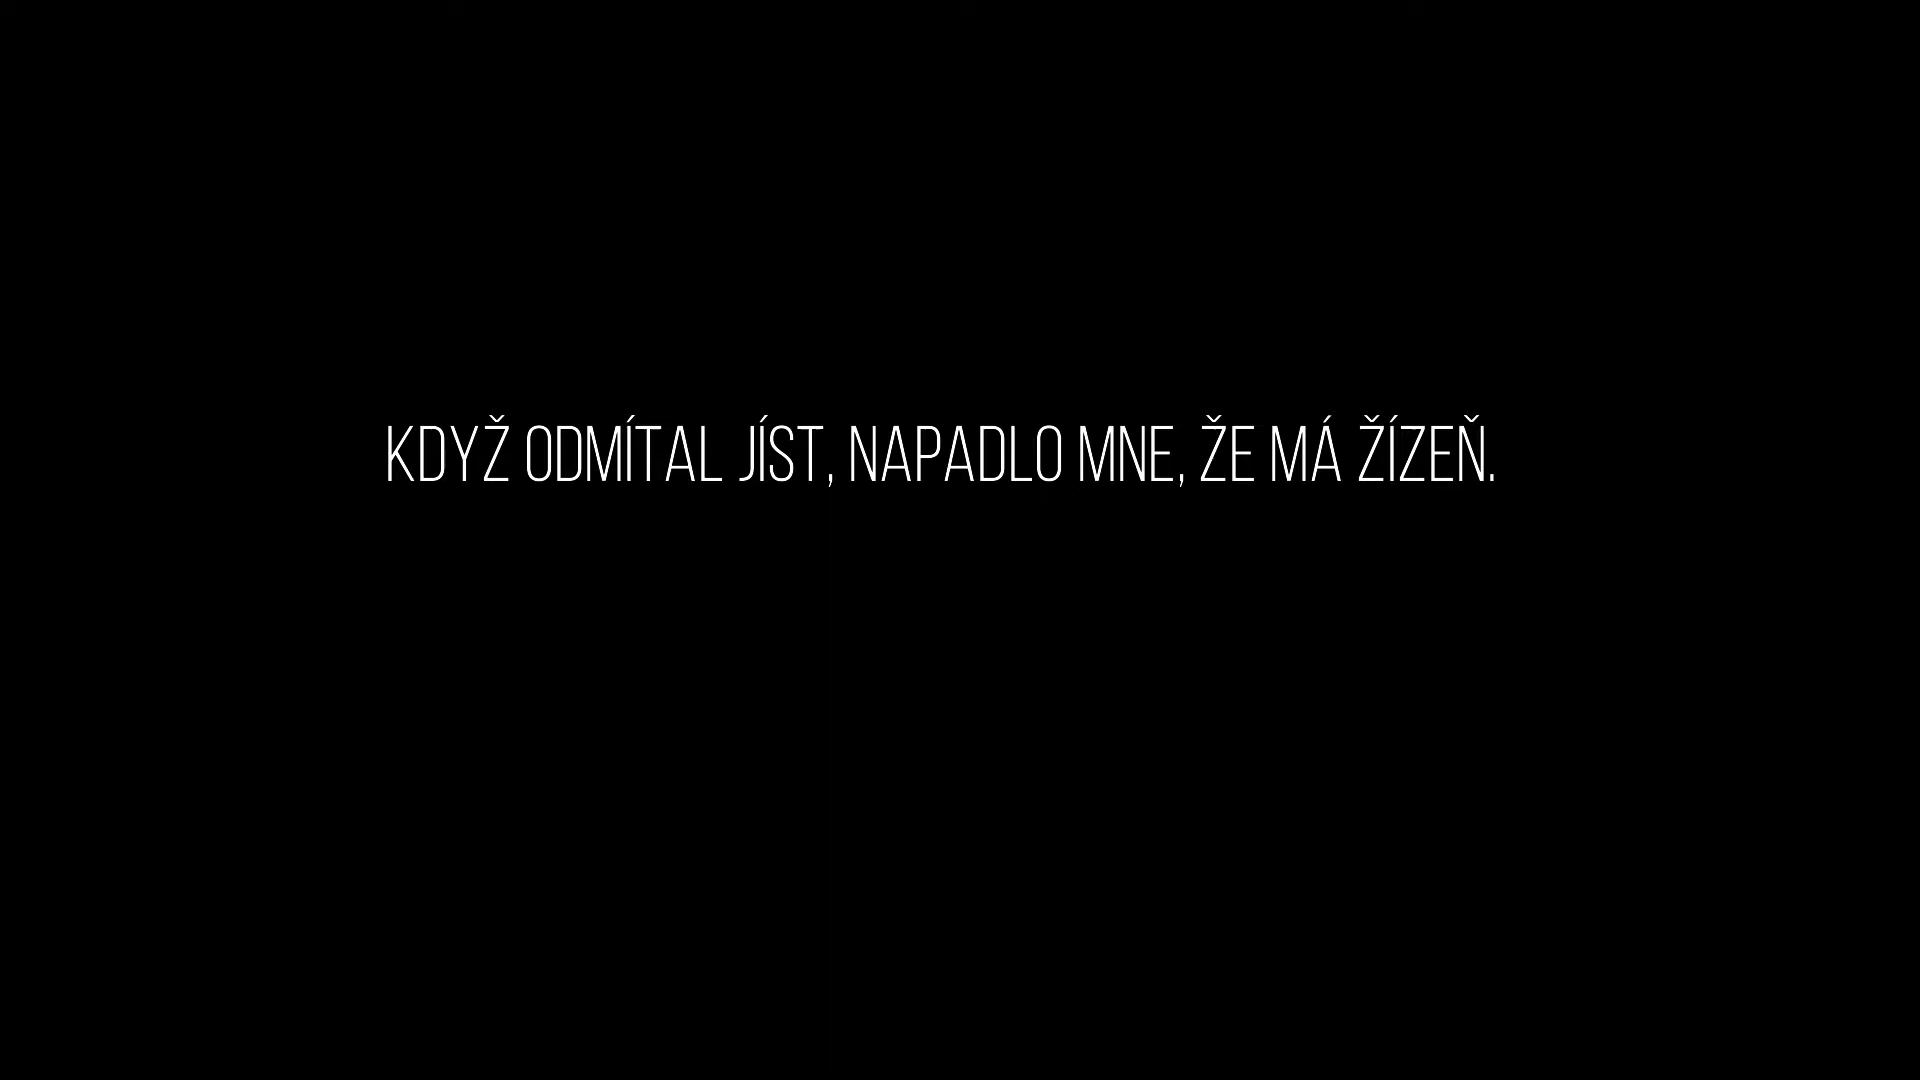 KDYŽ ODMÍTAL JÍST, NAPADLO MNE, ŽE MÁ ŽÍZEŇ.